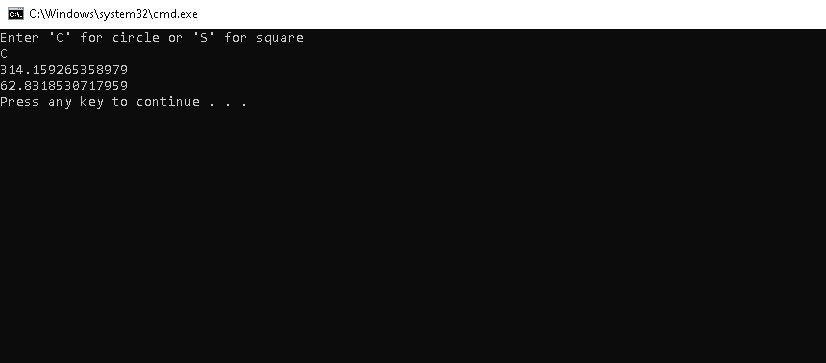 C:\Windows\system32\cmd.exe
Enter 'C' for circle or 'S' for square
C
314.159265358979
62.8318530717959
Press any key to continue . . .